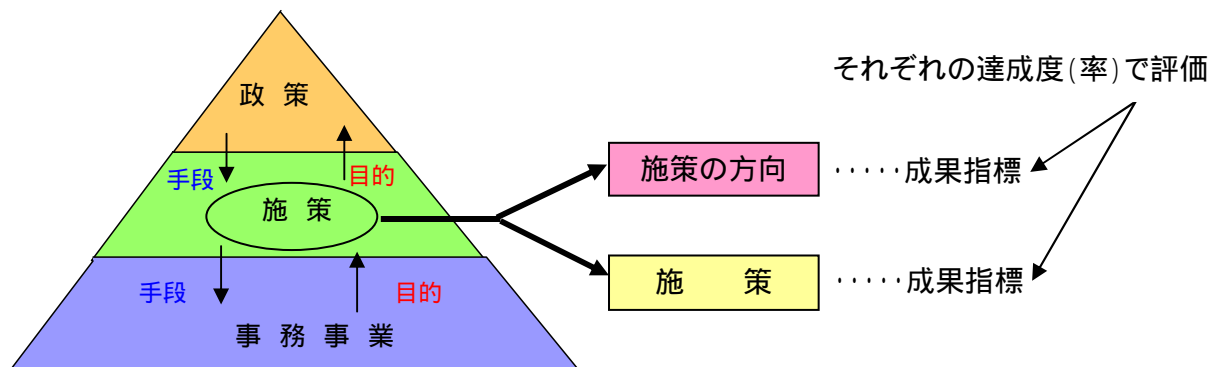 それぞれの達成度(率)で評価
政 策
手段
目的
施 策
施策の方向 ・・・・・成果指標
施 策 ・・・・・成果指標
手段
目的
事 務 事 業